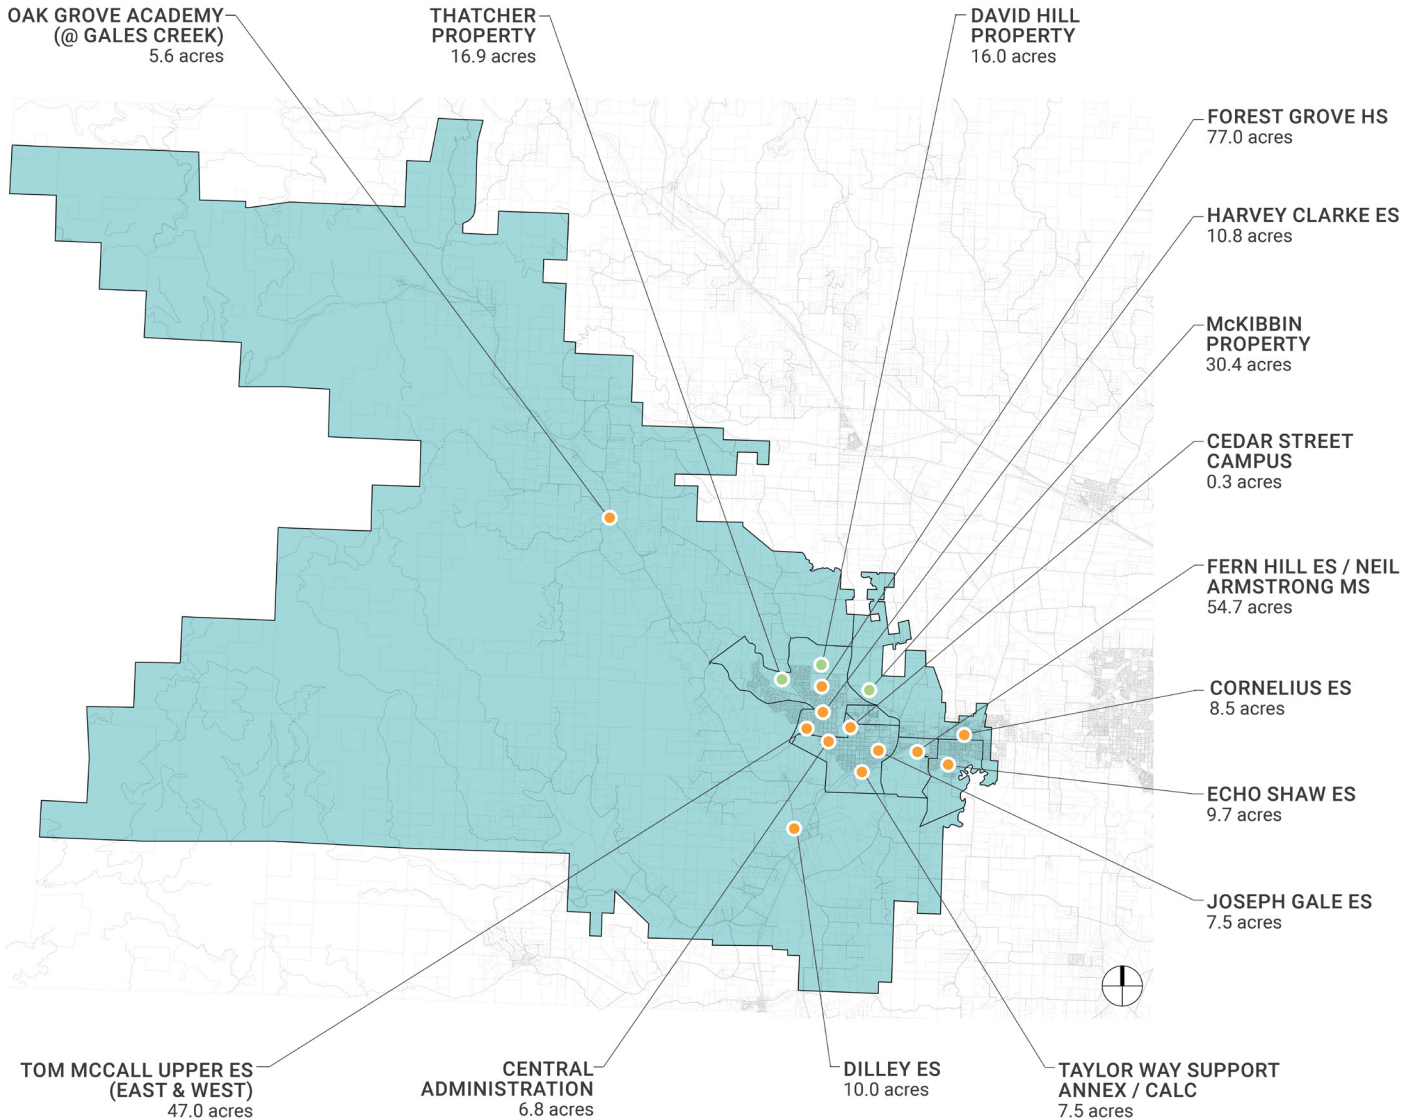 OAK GROVE ACADEMY
(@ GALES CREEK)
5.6 acres
THATCHER
PROPERTY
16.9 acres
DAVID HILL
PROPERTY
16.0 acres
FOREST GROVE HS
77.0 acres
HARVEY CLARKE ES
10.8 acres
McKIBBIN
PROPERTY
30.4 acres
CEDAR STREET
CAMPUS
0.3 acres
FERN HILL ES / NEIL
ARMSTRONG MS
54.7 acres
CORNELIUS ES
8.5 acres
ECHO SHAW ES
9.7 acres
JOSEPH GALE ES
7.5 acres
TOM MCCALL UPPER ES
(EAST & WEST)
47.0 acres
CENTRAL
ADMINISTRATION
6.8 acres
DILLEY ES
10.0 acres
TAYLOR WAY SUPPORT
ANNEX / CALC
7.5 acres